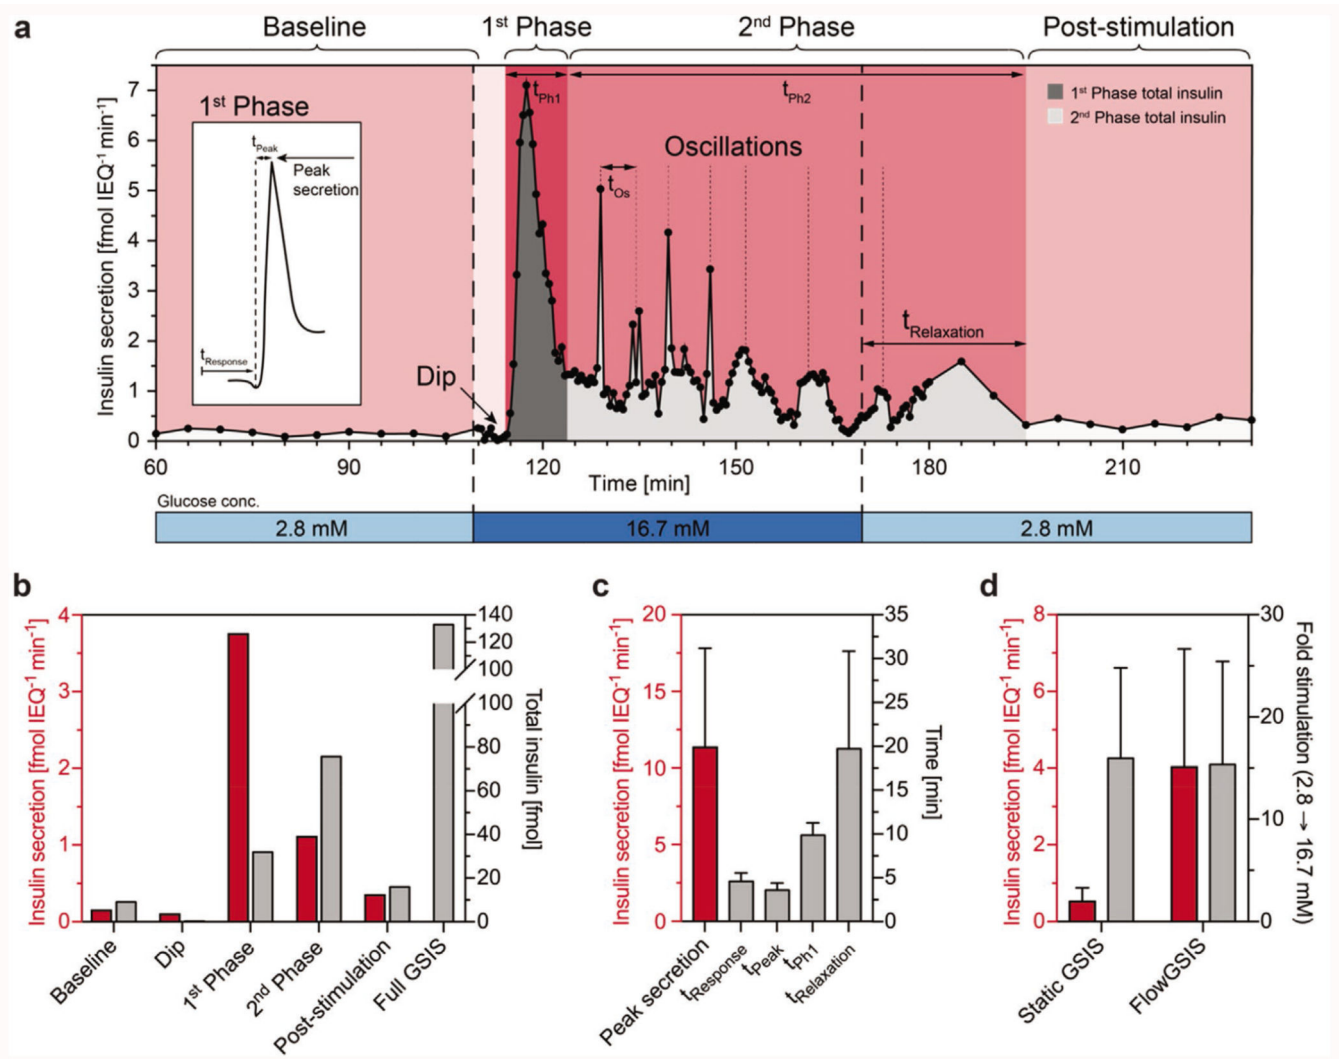 a
Baseline
1st Phase
2nd Phase
Post-stimulation
Insulin secretion [fmol IEQ-1 min-1]
7
6
5
4
3
2
1
0
1st Phase
tPeak
Peak
secretion
tResponse
tPh1
tPh2
1st Phase total insulin
2nd Phase total insulin
Oscillations
tOs
Dip
tRelaxation
60
90
120
150
180
210
Time [min]
Glucose conc.
2.8 mM
16.7 mM
2.8 mM
b
Insulin secretion [fmol IEQ-1 min-1]
4
3
2
1
0
140
120
100
100
80
60
40
20
0
Total insulin [fmol]
Baseline
Dip
1st Phase
2nd Phase
Post-stimulation
Full GSIS
c
Insulin secretion [fmol IEQ-1 min-1]
20
15
10
5
0
35
30
25
20
15
10
5
0
Time [min]
Peak secretion
tResponse
tPeak
tPh1
tRelaxation
d
Insulin secretion [fmol IEQ-1 min-1]
8
6
4
2
0
30
20
10
0
Fold stimulation (2.8 → 16.7 mM)
Static GSIS
FlowGSIS